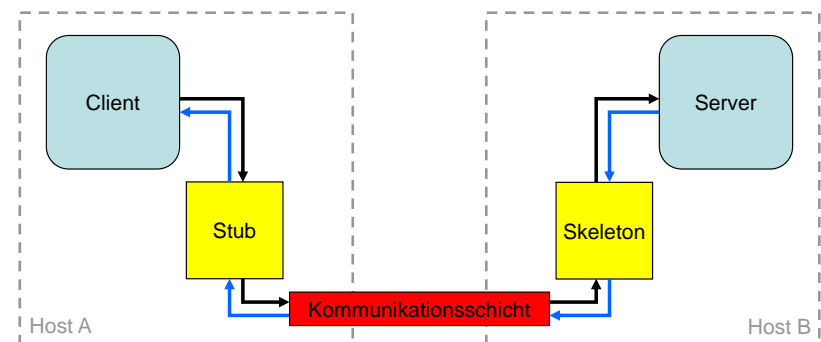 Client
Server
Stub
Skeleton
Kommunikationsschicht
Host A
Host B